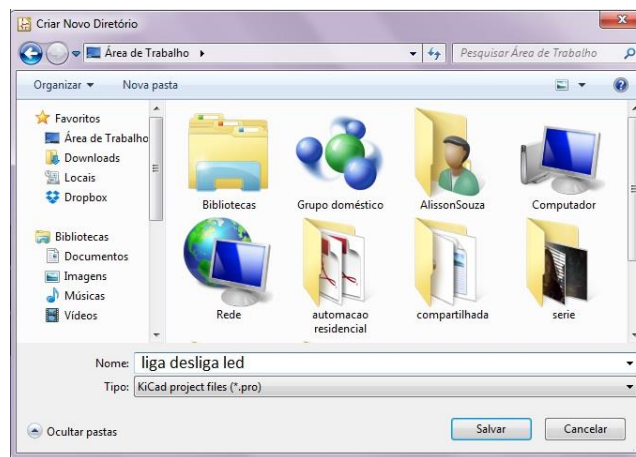 Criar Novo Diretório
Área de Trabalho
Pesquisar Área de Trabalho
Organizar
Nova pasta
Favoritos
Área de Trabalho
Downloads
Locais
Dropbox
Bibliotecas
Documentos
Imagens
Músicas
Vídeos
Bibliotecas
Grupo doméstico
AlissonSouza
Computador
Rede
automacao
residencial
compartilhada
serie
Nome: liga desliga led
Tipo: KiCad project files (*.pro)
Ocultar pastas
Salvar
Cancelar